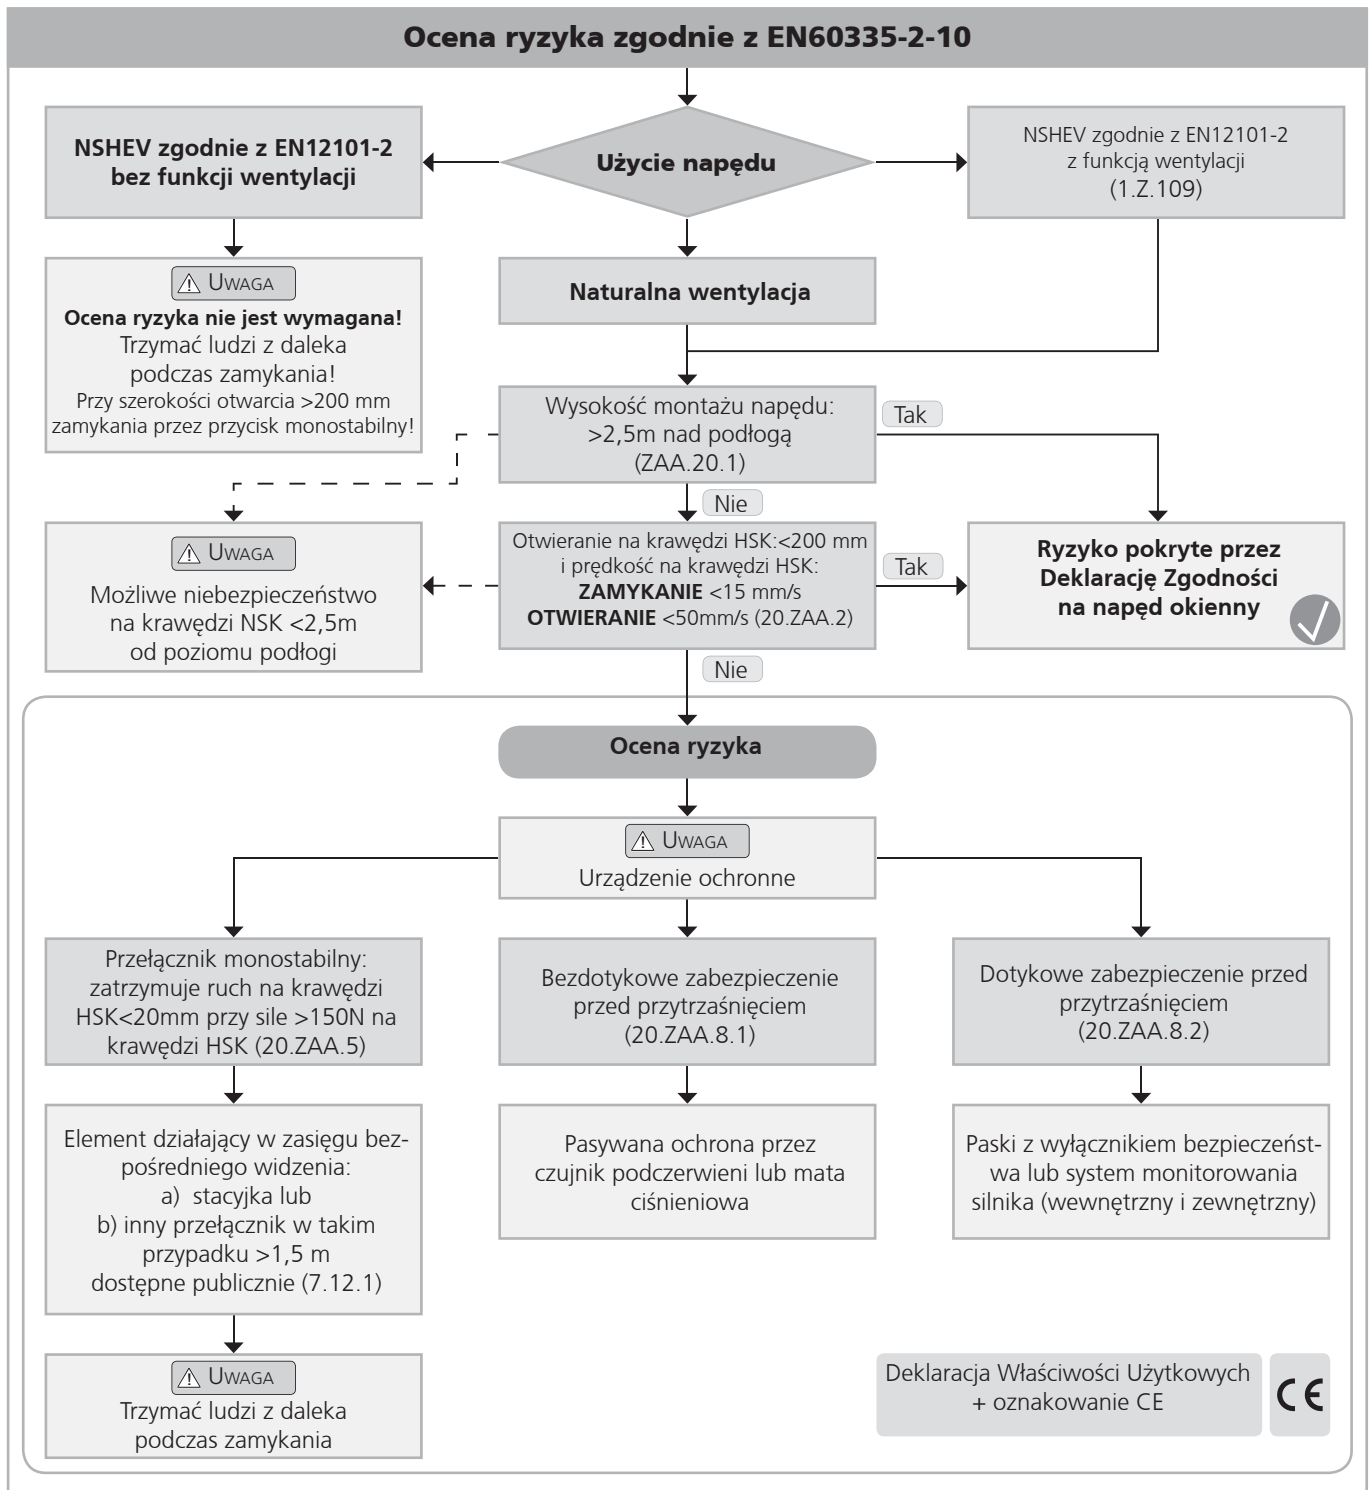 Ocena ryzyka zgodnie z EN60335-2-10
NSHEV zgodnie z EN12101-2
bez funkcji wentylacji
Użycie napędu
NSHEV zgodnie z EN12101-2
z funkcją wentylacji
(1.Z.109)
⚠ UWAGA
Ocena ryzyka nie jest wymagana!
Trzymać ludzi z daleka
podczas zamykania!
Przy szerokości otwarcia >200 mm
zamykania przez przycisk monostabilny!
Naturalna wentylacja
Wysokość montażu napędu:
>2,5m nad podłogą
(ZAA.20.1)
Tak
Nie
⚠ UWAGA
Możliwe niebezpieczeństwo
na krawędzi NSK <2,5m
od poziomu podłogi
Otwieranie na krawędzi HSK:<200 mm
i prędkość na krawędzi HSK:
ZAMYKANIE <15 mm/s
OTWIERANIE <50mm/s (20.ZAA.2)
Tak
Ryzyko pokryte przez
Deklarację Zgodności
na napęd okienny
Nie
Ocena ryzyka
⚠ UWAGA
Urządzenie ochronne
Przełącznik monostabilny:
zatrzymuje ruch na krawędzi
HSK<20mm przy sile >150N na
krawędzi HSK (20.ZAA.5)
Bezdotykowe zabezpieczenie
przed przytrzaśnięciem
(20.ZAA.8.1)
Dotykowe zabezpieczenie przed
przytrzaśnięciem
(20.ZAA.8.2)
Element działający w zasięgu bez-
pośredniego widzenia:
a) stacyjka lub
b) inny przełącznik w takim
przypadku >1,5 m
dostępne publicznie (7.12.1)
Pasywana ochrona przez
czujnik podczerwieni lub mata
ciśnieniowa
Paski z wyłącznikiem bezpieczeńst-
wa lub system monitorowania
silnika (wewnętrzny i zewnętrzny)
⚠ UWAGA
Trzymać ludzi z daleka
podczas zamykania
Deklaracja Właściwości Użytkowych
+ oznakowanie CE
CE